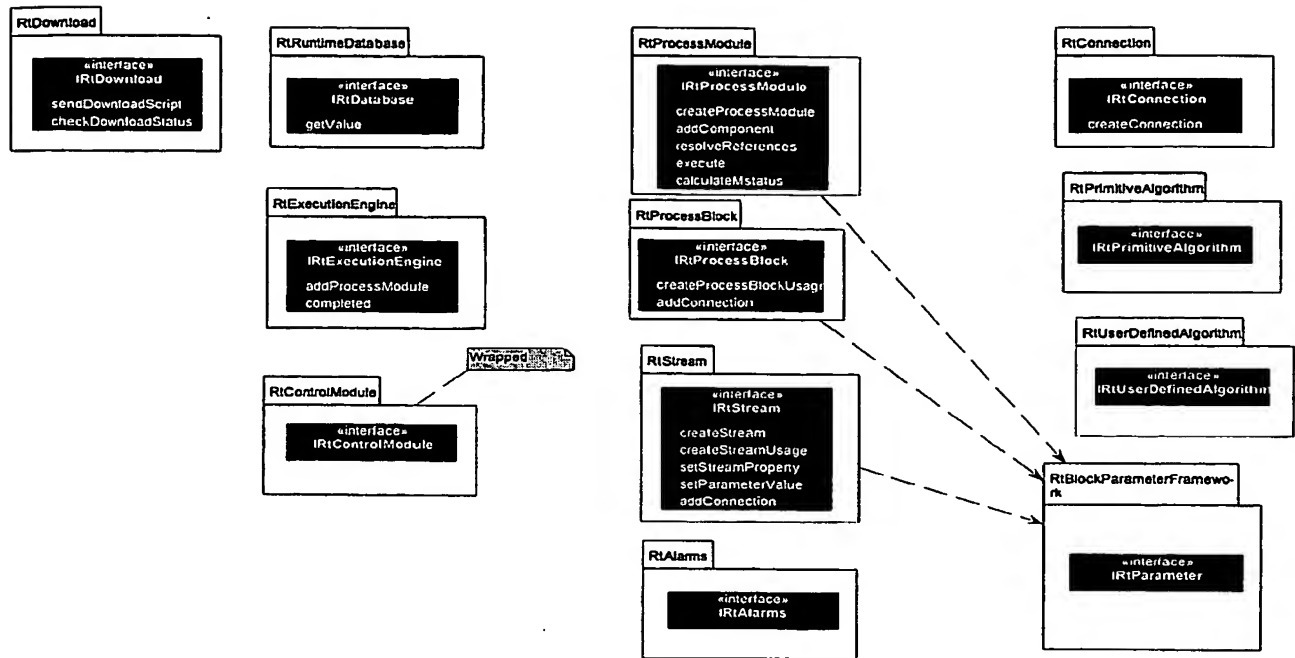 RtDownload
«interface»
IRtDownload
sendDownloadScript
checkDownloadStatus
RtRuntimeDatabase
«interface»
IRtDatabase
getValue
RtExecutionEngine
«interface»
IRtExecutionEngine
addProcessModule
completed
Wrapped
RtControlModule
«interface»
IRtControlModule
RtProcessModule
«interface»
IRtProcessModule
createProcessModule
addComponent
resolveReferences
execute
calculateMstatus
RtProcessBlock
«interface»
IRtProcessBlock
createProcessBlockUsage
addConnection
RtStream
«interface»
IRtStream
createStream
createStreamUsage
setStreamProperty
setParameterValue
addConnection
RtAlarms
«interface»
IRtAlarms
RtConnection
«interface»
IRtConnection
createConnection
RtPrimitiveAlgorithm
«interface»
IRtPrimitiveAlgorithm
RtUserDefinedAlgorithm
«interface»
IRtUserDefinedAlgorithm
RtBlockParameterFramewo-
rk
«interface»
IRtParameter